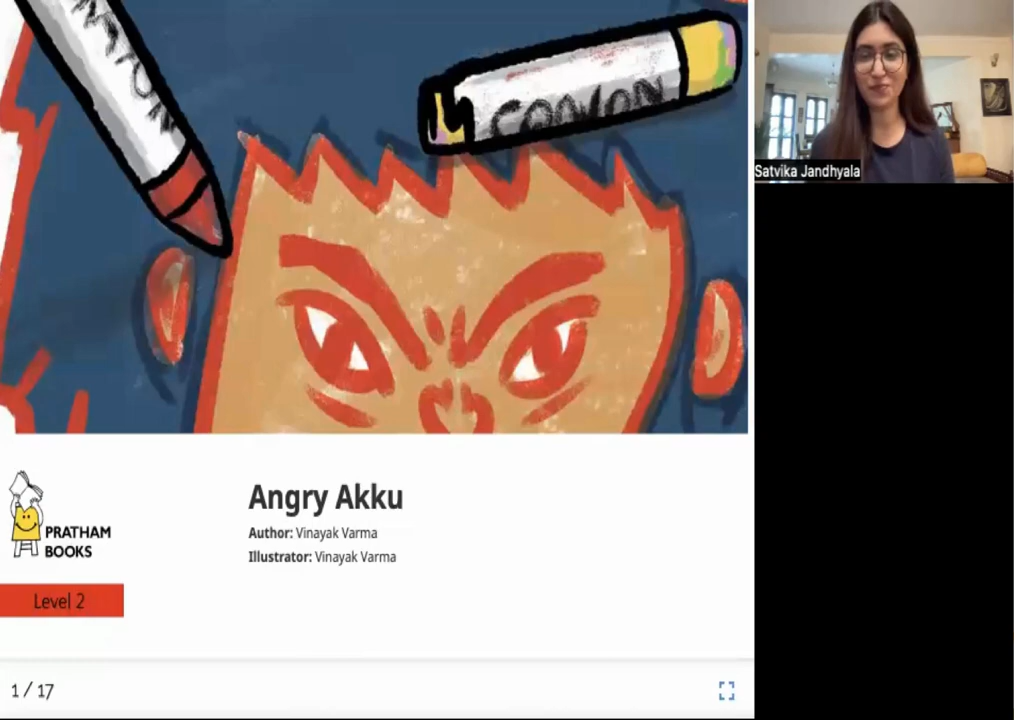 CRAYON
Satvika Jandhyala
Angry Akku
Author: Vinayak Varma
Illustrator: Vinayak Varma
PRATHAM
BOOKS
Level 2
1 / 17